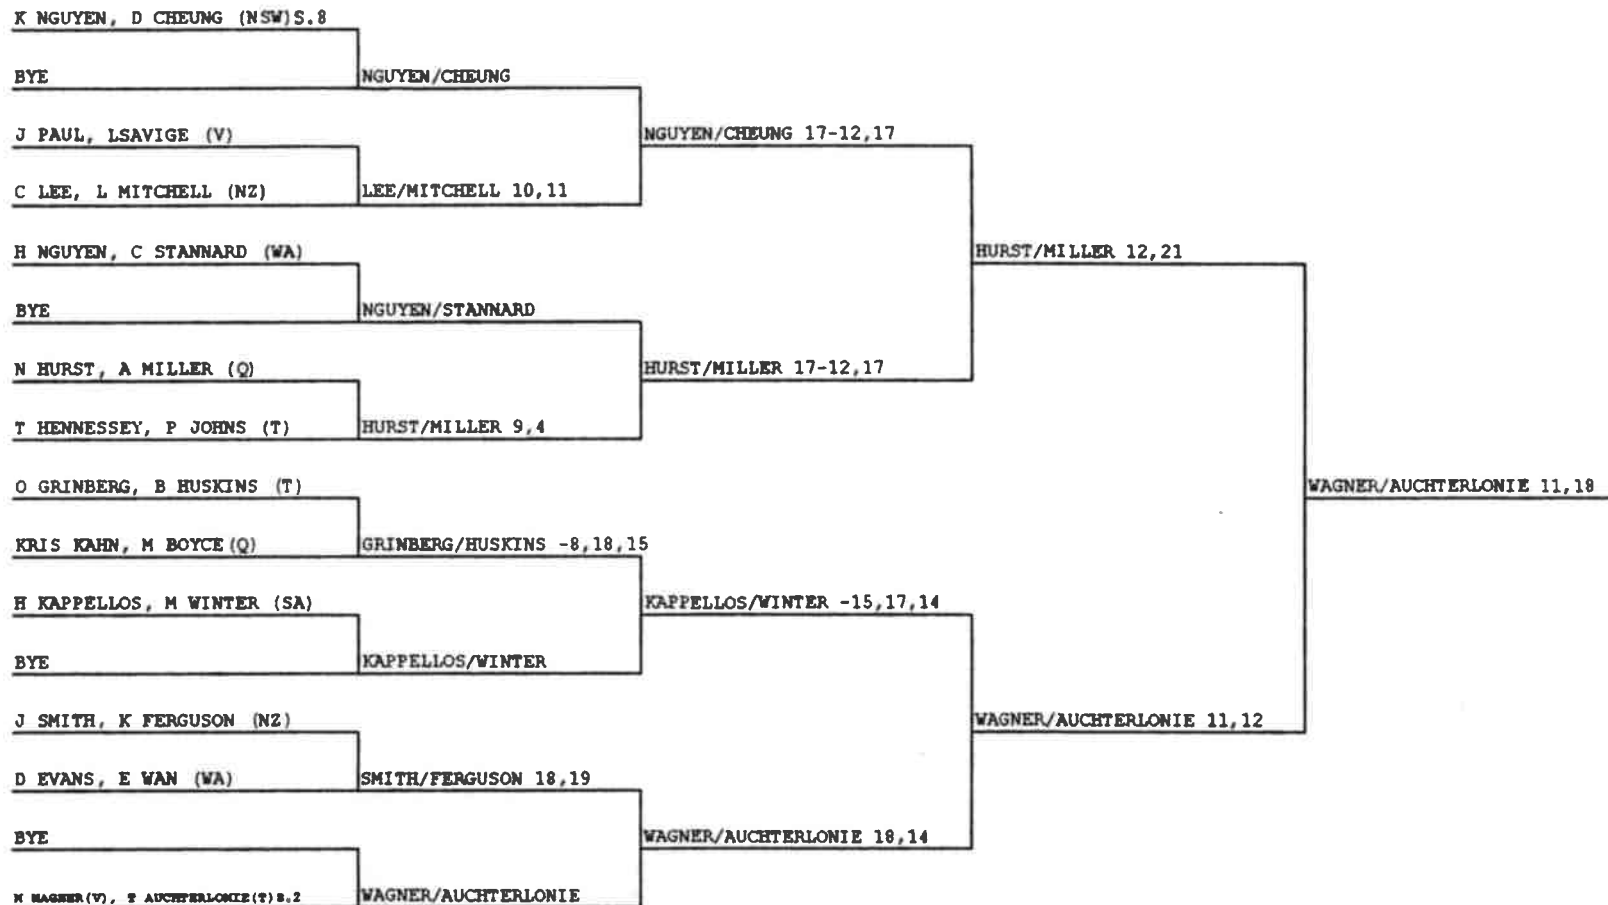 K NGUYEN, D CHEUNG (NSW)S.8
BYE
NGUYEN/CHEUNG
J PAUL, LSAVIGE (V)
NGUYEN/CHEUNG 17-12,17
C LEE, L MITCHELL (NZ)
LEE/MITCHELL 10,11
H NGUYEN, C STANNARD (WA)
HURST/MILLER 12,21
BYE
NGUYEN/STANNARD
N HURST, A MILLER (Q)
HURST/MILLER 17-12,17
T HENNESSEY, P JOHNS (T)
HURST/MILLER 9,4
O GRINBERG, B HUSKINS (T)
WAGNER/AUCHTERLONIE 11,18
KRIS KAHN, M BOYCE(Q)
GRINBERG/HUSKINS -8,18,15
H KAPPELLOS, M WINTER (SA)
KAPPELLOS/WINTER -15,17,14
BYE
KAPPELLOS/WINTER
J SMITH, K FERGUSON (NZ)
WAGNER/AUCHTERLONIE 11,12
D EVANS, E WAN (WA)
SMITH/FERGUSON 18,19
BYE
WAGNER/AUCHTERLONIE 18,14
WAGNER(V), T AUCHTERLONIE(T)S.2
WAGNER/AUCHTERLONIE